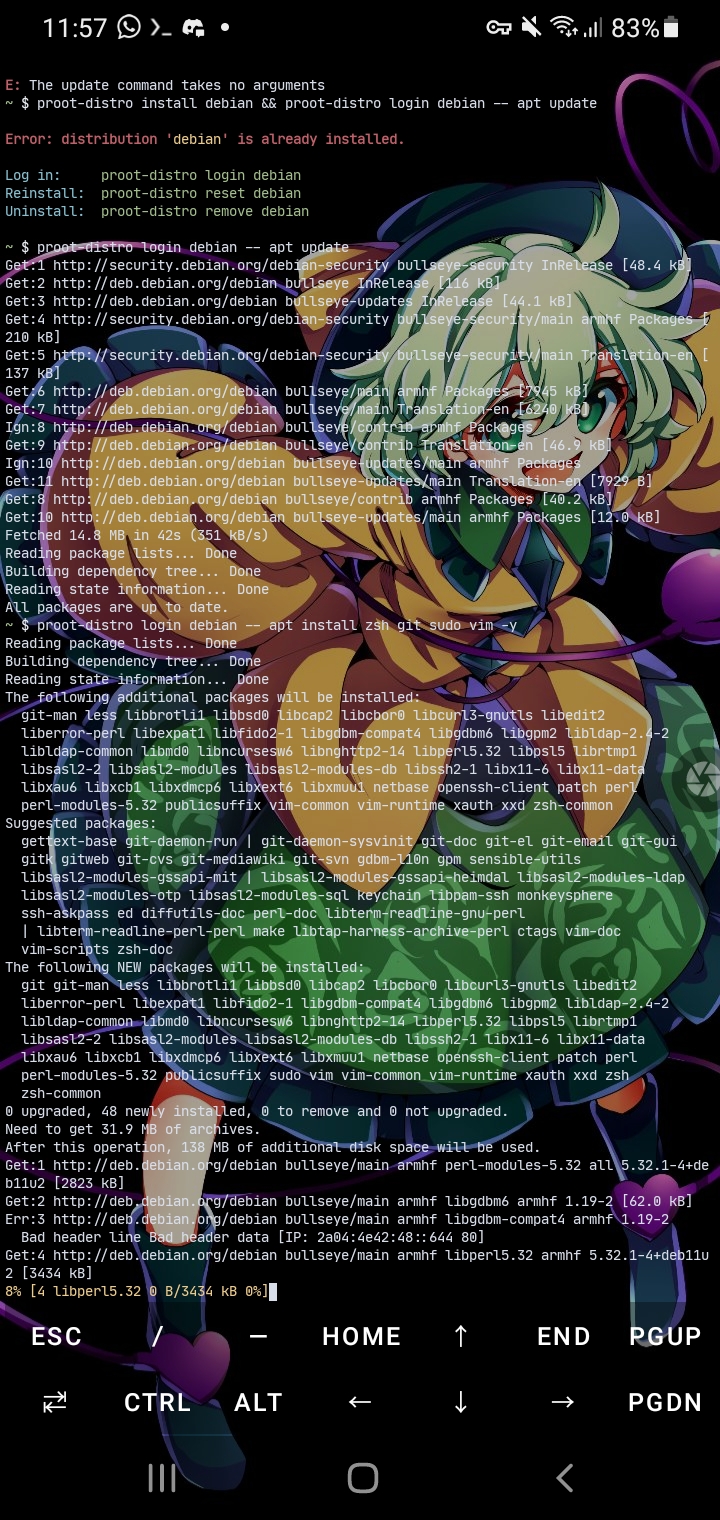 11:57 83%
E: The update command takes no arguments
~ $ proot-distro install debian && proot-distro login debian -- apt update
Error: distribution 'debian' is already installed.
Log in: proot-distro login debian
Reinstall: proot-distro reset debian
Uninstall: proot-distro remove debian
~ $ proot-distro login debian -- apt update
Get:1 http://security.debian.org/debian-security bullseye-security InRelease [48.4 kB]
Get:2 http://deb.debian.org/debian bullseye InRelease [116 kB]
Get:3 http://deb.debian.org/debian bullseye-updates InRelease [44.1 kB]
Get:4 http://security.debian.org/debian-security bullseye-security/main armhf Packages [
210 kB]
Get:5 http://security.debian.org/debian-security bullseye-security/main Translation-en [
137 kB]
Get:6 http://deb.debian.org/debian bullseye/main armhf Packages [7945 kB]
Get:7 http://deb.debian.org/debian bullseye/main Translation-en [6240 kB]
Ign:8 http://deb.debian.org/debian bullseye/contrib armhf Packages
Get:9 http://deb.debian.org/debian bullseye/contrib Translation-en [46.9 kB]
Ign:10 http://deb.debian.org/debian bullseye-updates/main armhf Packages
Get:11 http://deb.debian.org/debian bullseye-updates/main Translation-en [7929 B]
Get:8 http://deb.debian.org/debian bullseye/contrib armhf Packages [40.2 kB]
Get:10 http://deb.debian.org/debian bullseye-updates/main armhf Packages [12.0 kB]
Fetched 14.8 MB in 42s (351 kB/s)
Reading package lists... Done
Building dependency tree... Done
Reading state information... Done
All packages are up to date.
~ $ proot-distro login debian -- apt install zsh git sudo vim -y
Reading package lists... Done
Building dependency tree... Done
Reading state information... Done
The following additional packages will be installed:
git-man less libbrotli1 libbsd0 libcap2 libcbor0 libcurl3-gnutls libedit2
liberror-perl libexpat1 libfido2-1 libgdbm-compat4 libgdbm6 libgpm2 libldap-2.4-2
libldap-common libmd0 libncursesw6 libnghttp2-14 libperl5.32 libpsl5 librtmp1
libsasl2-2 libsasl2-modules libsasl2-modules-db libssh2-1 libx11-6 libx11-data
libxau6 libxcb1 libxdmcp6 libxext6 libxmuu1 netbase openssh-client patch perl
perl-modules-5.32 publicsuffix vim-common vim-runtime xauth xxd zsh-common
Suggested packages:
gettext-base git-daemon-run | git-daemon-sysvinit git-doc git-el git-email git-gui
gitk gitweb git-cvs git-mediawiki git-svn gdbm-l10n gpm sensible-utils
libsasl2-modules-gssapi-mit | libsasl2-modules-gssapi-heimdal libsasl2-modules-ldap
libsasl2-modules-otp libsasl2-modules-sql keychain libpam-ssh monkeysphere
ssh-askpass ed diffutils-doc perl-doc libterm-readline-gnu-perl
| libterm-readline-perl-perl make libtap-harness-archive-perl ctags vim-doc
vim-scripts zsh-doc
The following NEW packages will be installed:
git git-man less libbrotli1 libbsd0 libcap2 libcbor0 libcurl3-gnutls libedit2
liberror-perl libexpat1 libfido2-1 libgdbm-compat4 libgdbm6 libgpm2 libldap-2.4-2
libldap-common libmd0 libncursesw6 libnghttp2-14 libperl5.32 libpsl5 librtmp1
libsasl2-2 libsasl2-modules libsasl2-modules-db libssh2-1 libx11-6 libx11-data
libxau6 libxcb1 libxdmcp6 libxext6 libxmuu1 netbase openssh-client patch perl
perl-modules-5.32 publicsuffix sudo vim vim-common vim-runtime xauth xxd zsh
zsh-common
0 upgraded, 48 newly installed, 0 to remove and 0 not upgraded.
Need to get 31.9 MB of archives.
After this operation, 138 MB of additional disk space will be used.
Get:1 http://deb.debian.org/debian bullseye/main armhf perl-modules-5.32 all 5.32.1-4+de
b11u2 [2823 kB]
Get:2 http://deb.debian.org/debian bullseye/main armhf libgdbm6 armhf 1.19-2 [62.0 kB]
Err:3 http://deb.debian.org/debian bullseye/main armhf libgdbm-compat4 armhf 1.19-2
Bad header line Bad header data [IP: 2a04:4e42:48::644 80]
Get:4 http://deb.debian.org/debian bullseye/main armhf libperl5.32 armhf 5.32.1-4+deb11u
2 [3434 kB]
8% [4 libperl5.32 0 B/3434 kB 0%]
ESC / — HOME ↑ END PGUP
⇄ CTRL ALT ← ↓ → PGDN